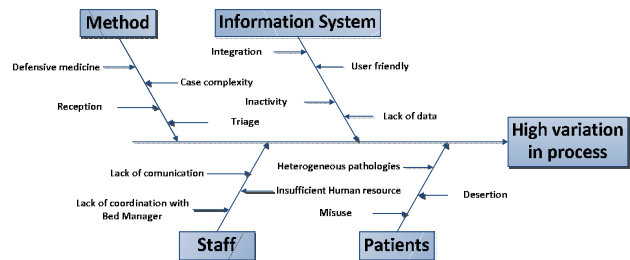 Method
Information System
Integration
Defensive medicine
User friendly
Case complexity
Reception
Inactivity
Triage
Lack of data
High variation
in process
Lack of comunication
Heterogeneous pathologies
Insufficient Human resource
Desertion
Lack of coordination with
Bed Manager
Misuse
Staff
Patients